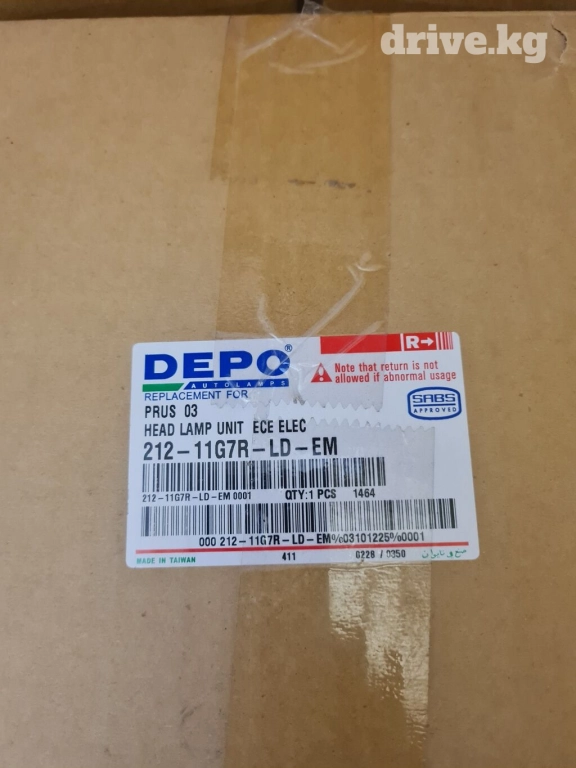 drive.kg
DEPO®
AUTOLAMPS
R→
Note that return is not
allowed if abnormal usage
REPLACEMENT FOR
PRUS 03
HEAD LAMP UNIT ECE ELEC
212-11G7R-LD-EM
SABS
APPROVED
212-11G7R-LD-EM 0001 QTY:1 PCS 1464
000 212-11G7R-LD-EM%03101225%0001
MADE IN TAIWAN 411 G228 / 0350